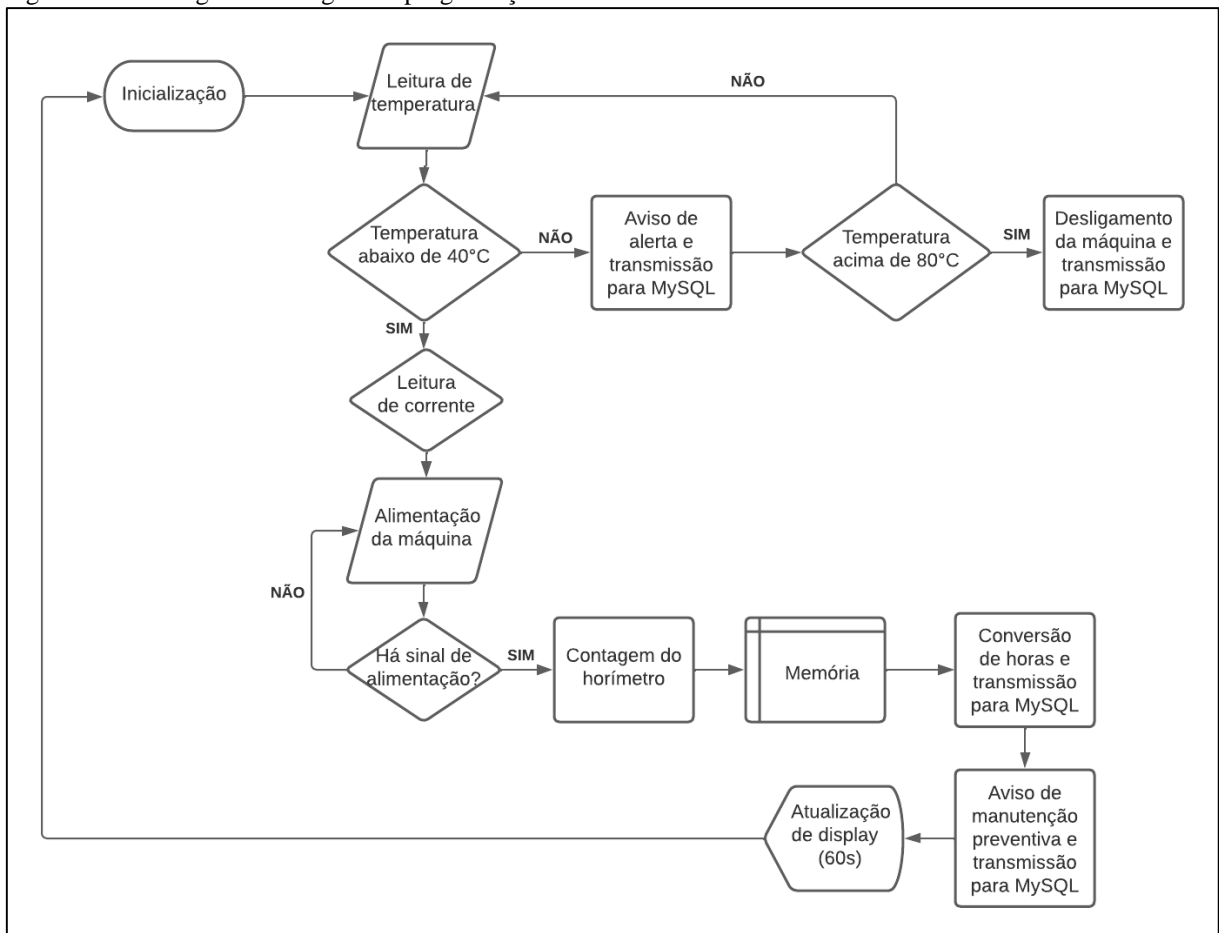 Inicialização
Leitura de
temperatura
NÃO
Temperatura
abaixo de 40°C
NÃO
Aviso de
alerta e
transmissão
para MySQL
Temperatura
acima de 80°C
SIM
Desligamento
da máquina e
transmissão
para MySQL
SIM
Leitura
de corrente
Alimentação
da máquina
NÃO
Há sinal de
alimentação?
SIM
Contagem do
horímetro
Memória
Conversão
de horas e
transmissão
para MySQL
Aviso de
manutenção
preventiva e
transmissão
para MySQL
Atualização
de display
(60s)